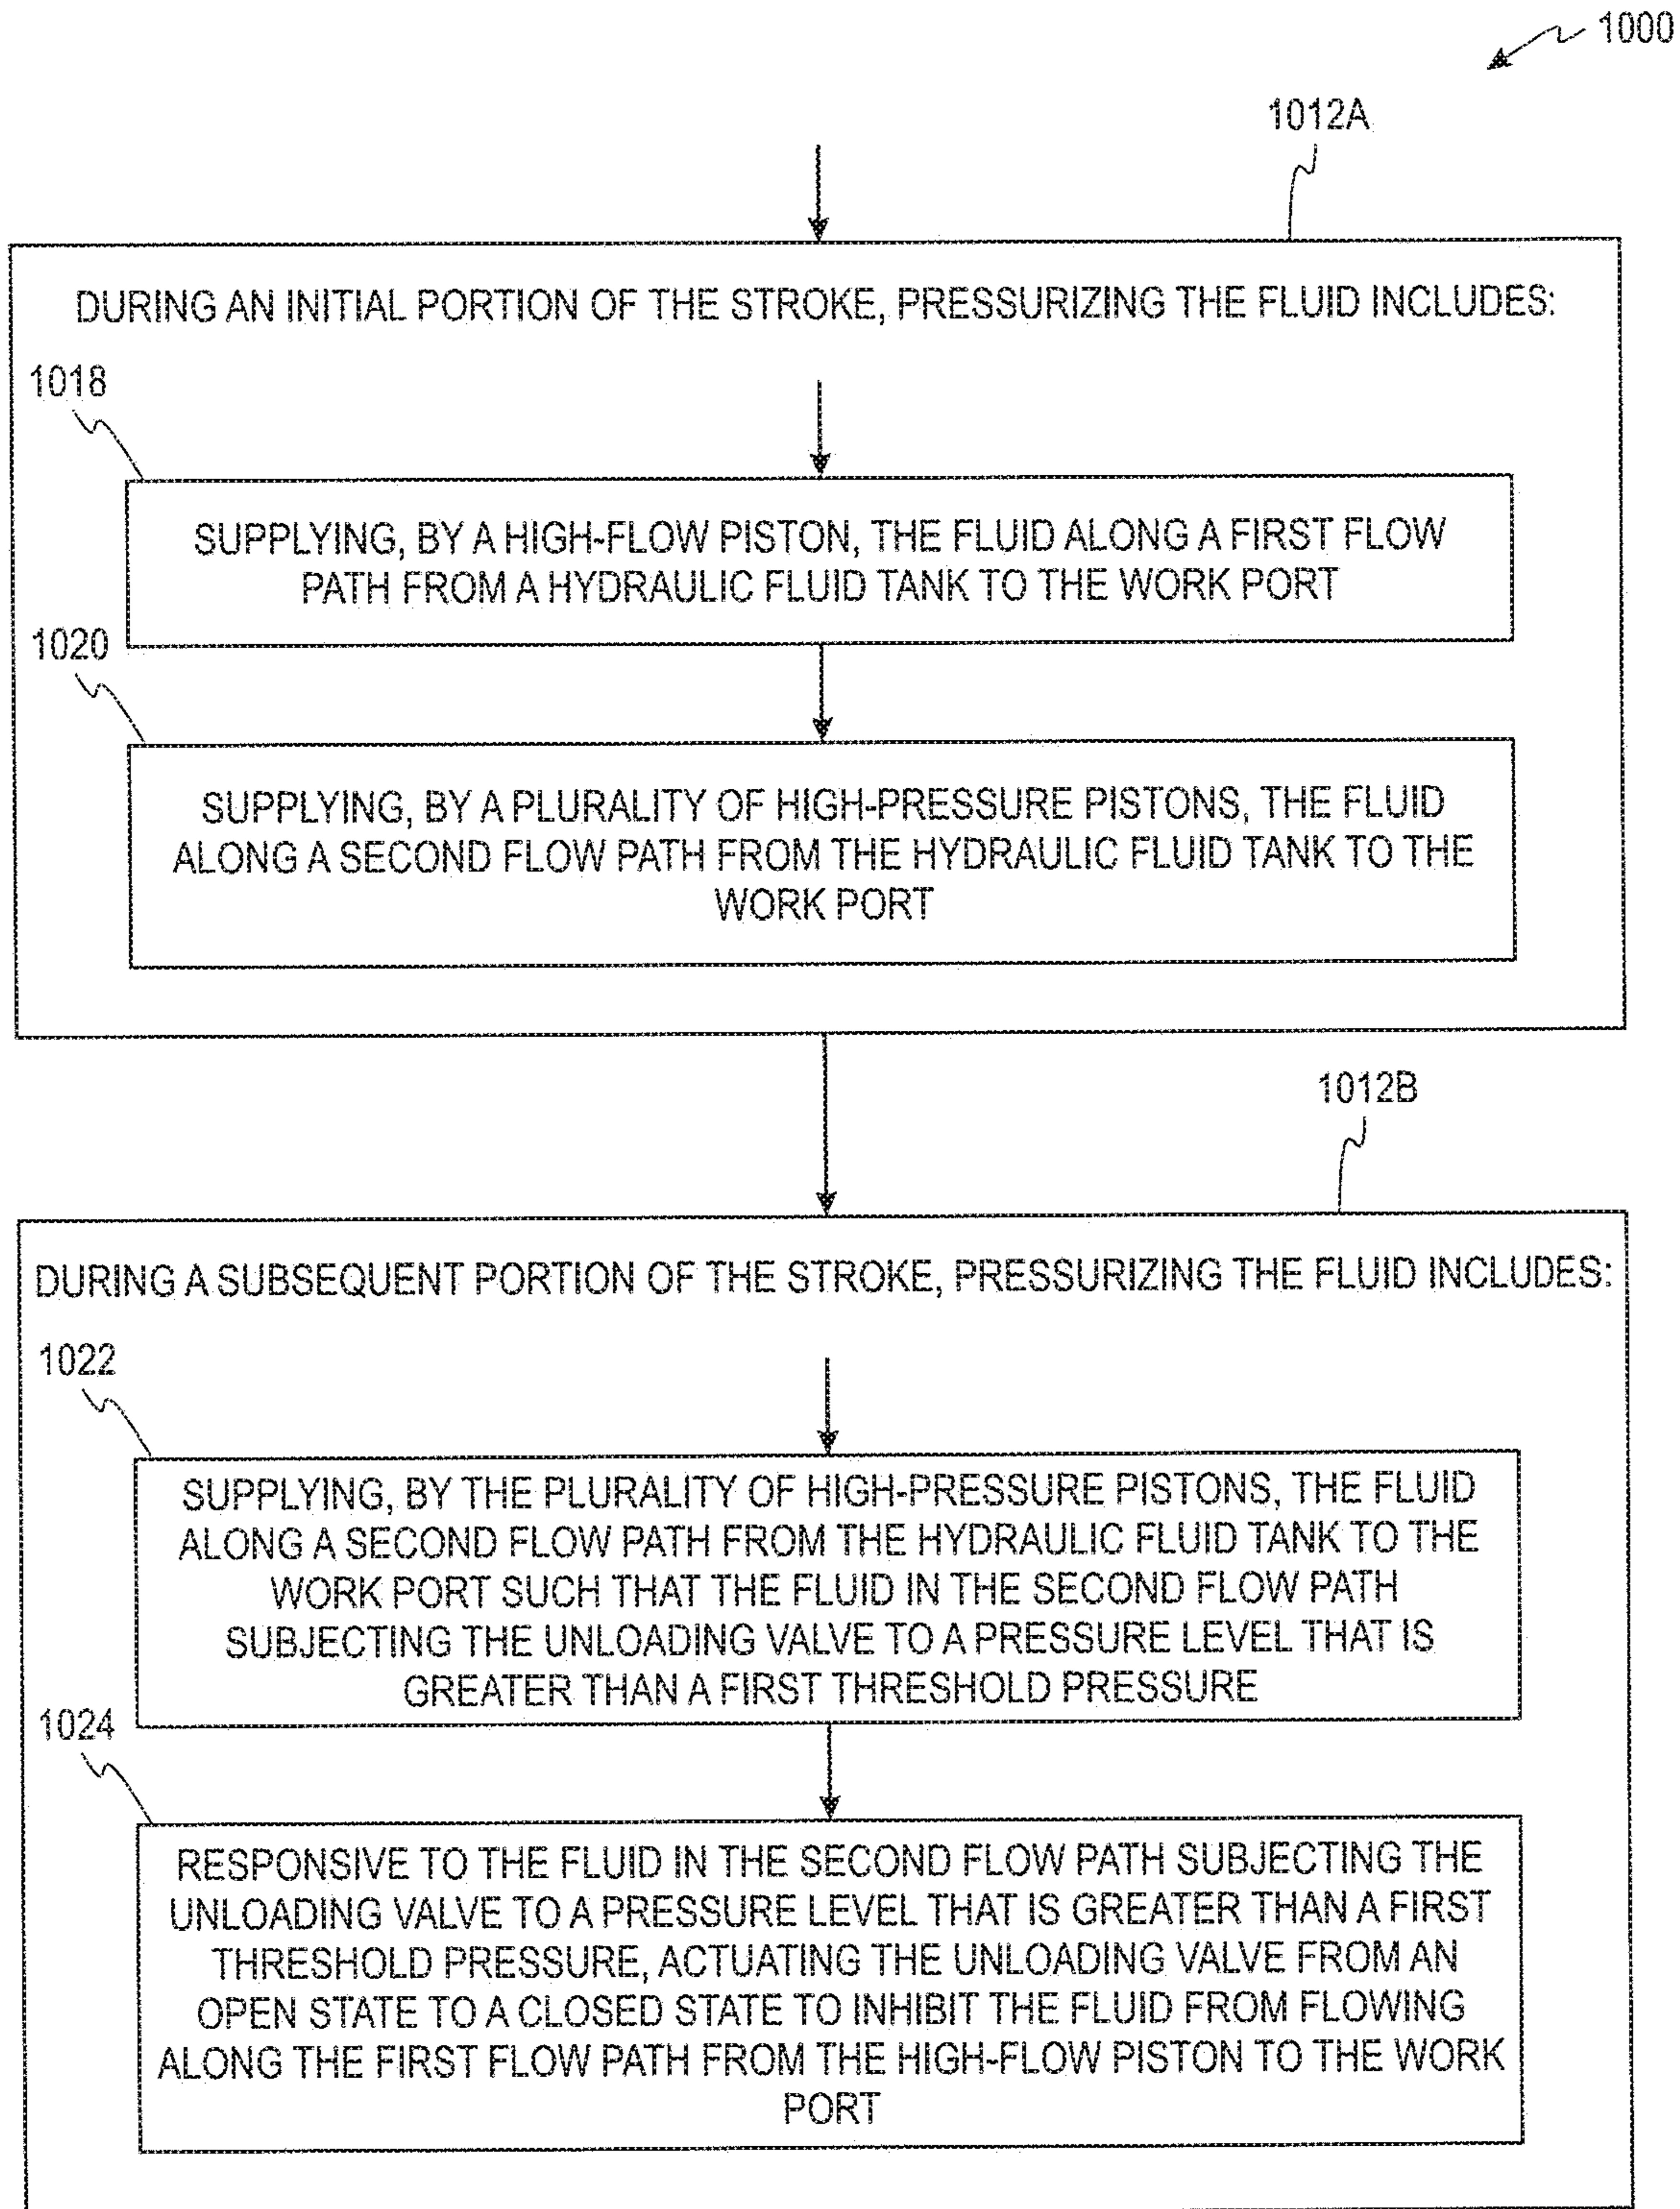 1000
1012A
DURING AN INITIAL PORTION OF THE STROKE, PRESSURIZING THE FLUID INCLUDES:
1018
SUPPLYING, BY A HIGH-FLOW PISTON, THE FLUID ALONG A FIRST FLOW
PATH FROM A HYDRAULIC FLUID TANK TO THE WORK PORT
1020
SUPPLYING, BY A PLURALITY OF HIGH-PRESSURE PISTONS, THE FLUID
ALONG A SECOND FLOW PATH FROM THE HYDRAULIC FLUID TANK TO THE
WORK PORT
1012B
DURING A SUBSEQUENT PORTION OF THE STROKE, PRESSURIZING THE FLUID INCLUDES:
1022
SUPPLYING, BY THE PLURALITY OF HIGH-PRESSURE PISTONS, THE FLUID
ALONG A SECOND FLOW PATH FROM THE HYDRAULIC FLUID TANK TO THE
WORK PORT SUCH THAT THE FLUID IN THE SECOND FLOW PATH
SUBJECTING THE UNLOADING VALVE TO A PRESSURE LEVEL THAT IS
GREATER THAN A FIRST THRESHOLD PRESSURE
1024
RESPONSIVE TO THE FLUID IN THE SECOND FLOW PATH SUBJECTING THE
UNLOADING VALVE TO A PRESSURE LEVEL THAT IS GREATER THAN A FIRST
THRESHOLD PRESSURE, ACTUATING THE UNLOADING VALVE FROM AN
OPEN STATE TO A CLOSED STATE TO INHIBIT THE FLUID FROM FLOWING
ALONG THE FIRST FLOW PATH FROM THE HIGH-FLOW PISTON TO THE WORK
PORT